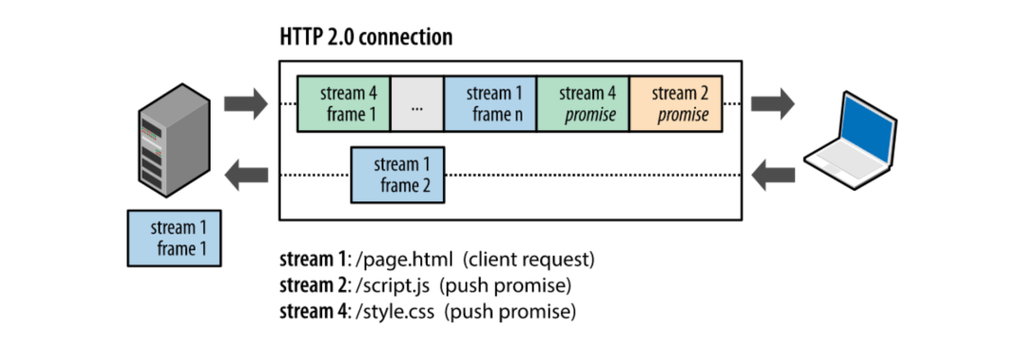 HTTP 2.0 connection
stream 4 frame 1
...
stream 1 frame n
stream 4 promise
stream 2 promise
stream 1 frame 2
stream 1 frame 1
stream 1: /page.html (client request)
stream 2: /script.js (push promise)
stream 4: /style.css (push promise)